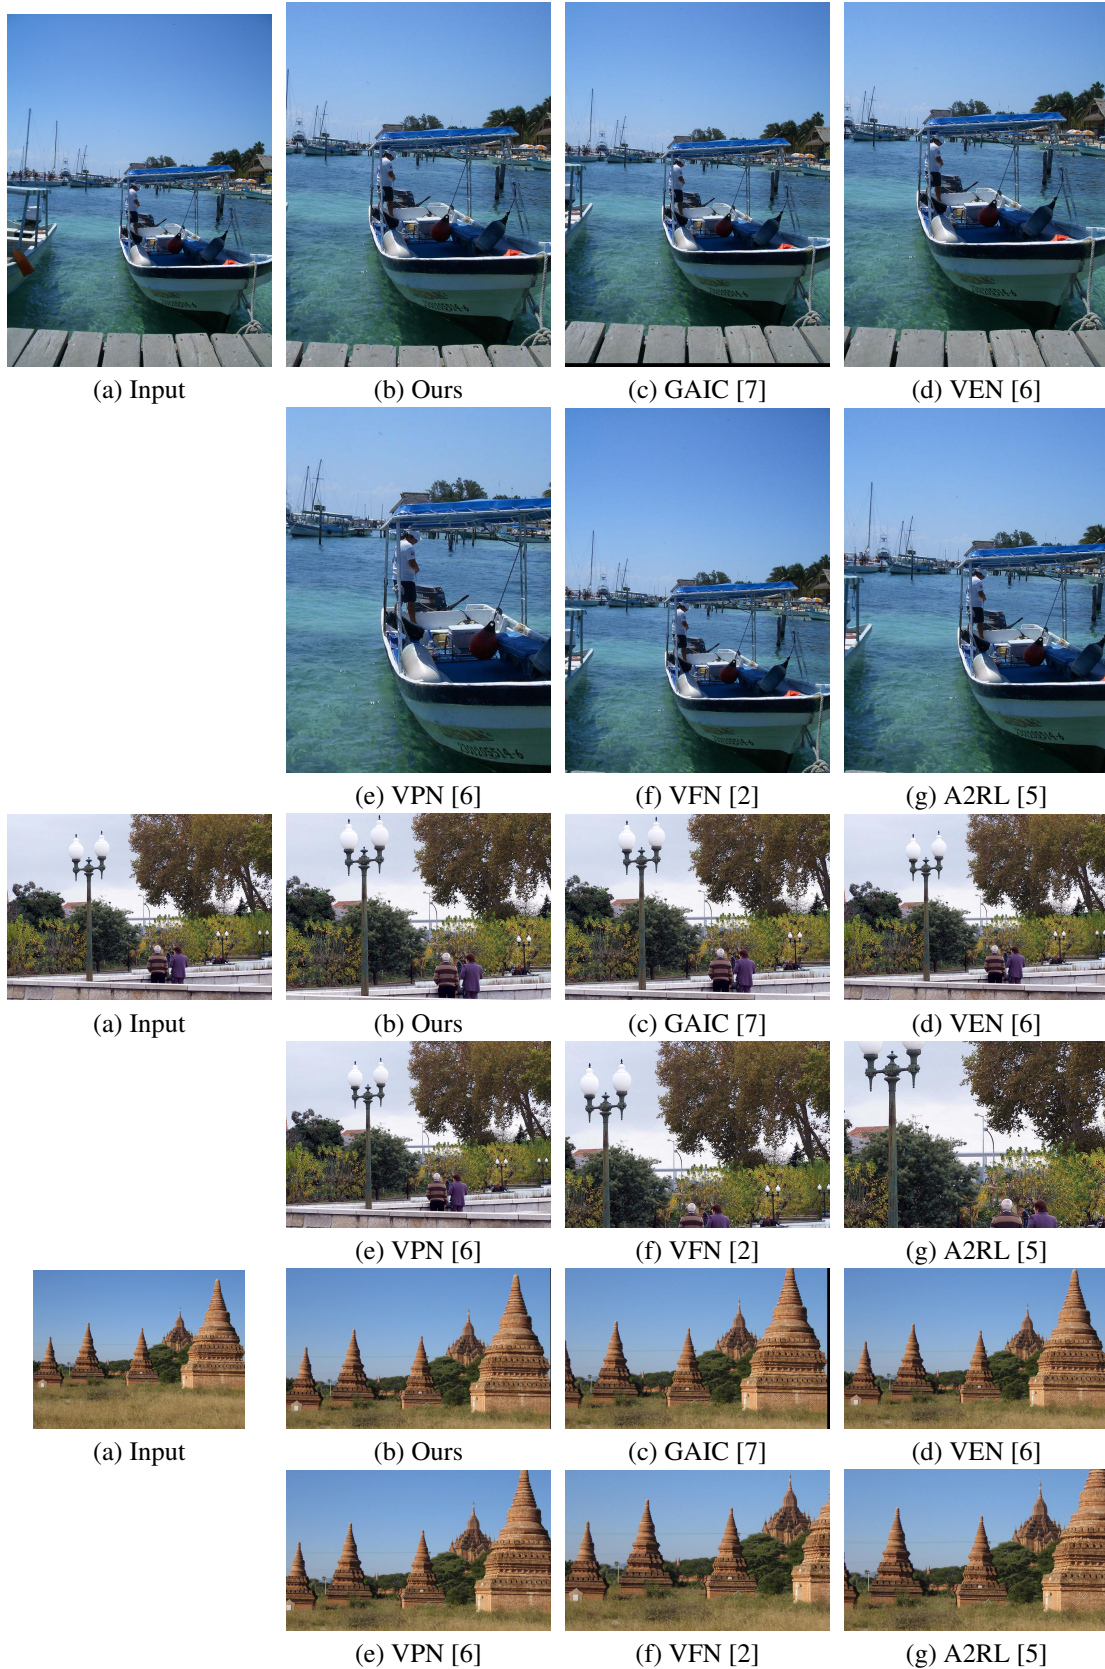 (a) Input (b) Ours (c) GAIC [7] (d) VEN [6]
(e) VPN [6] (f) VFN [2] (g) A2RL [5]
(a) Input (b) Ours (c) GAIC [7] (d) VEN [6]
(e) VPN [6] (f) VFN [2] (g) A2RL [5]
(a) Input (b) Ours (c) GAIC [7] (d) VEN [6]
(e) VPN [6] (f) VFN [2] (g) A2RL [5]